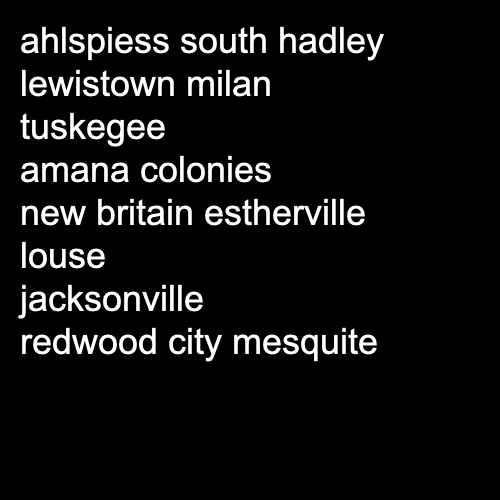 ahlspiess south hadley
lewistown milan
tuskegee
amana colonies
new britain estherville
louse
jacksonville
redwood city mesquite